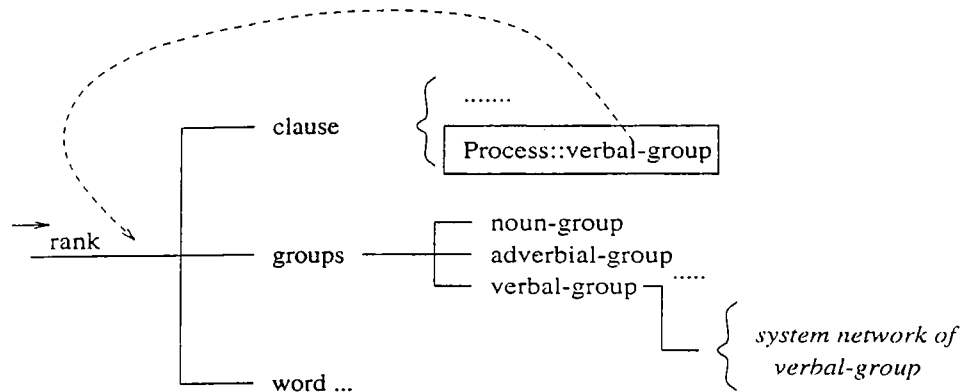 .......
clause
Process::verbal-group
rank
noun-group
groups
adverbial-group
verbal-group
.....
system network of
verbal-group
word ...